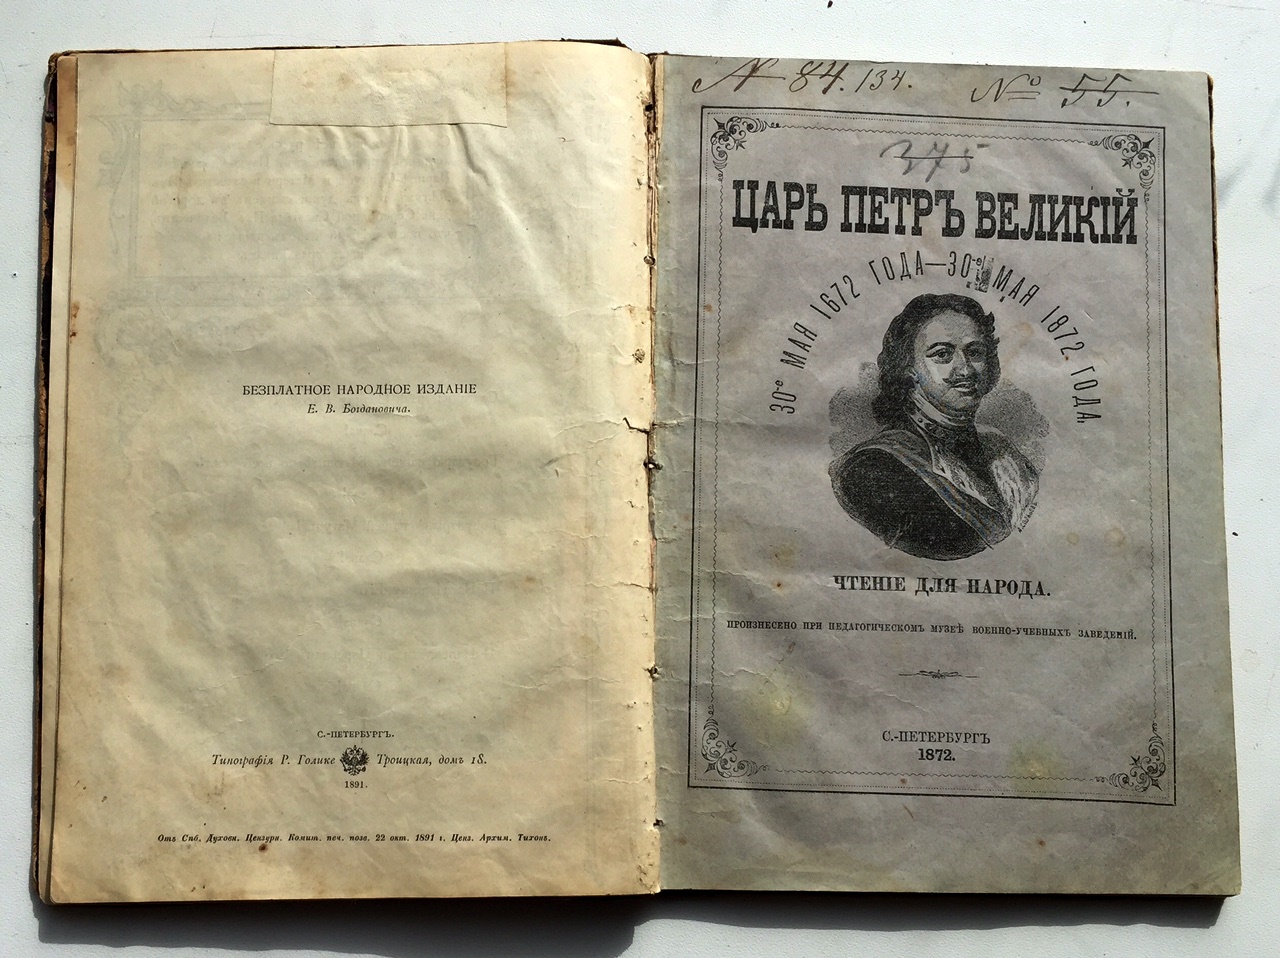 БЕЗПЛАТНОЕ НАРОДНОЕ ИЗДАНІЕ
Е. В. Богдановича.
С.-ПЕТЕРБУРГЪ.
Типографія Р. Голике Троицкая, домъ 18.
1891.
Отъ Спб. Духовн. Цензурн. Комит. печ. позв. 22 окт. 1891 г. Ценз. Архим. Тихонъ.
№ 84. 134. № 55.
375
ЦАРЬ ПЕТРЪ ВЕЛИКІЙ
30-е МАЯ 1672 ГОДА—30-е МАЯ 1872 ГОДА.
ЧТЕНІЕ ДЛЯ НАРОДА.
ПРОИЗНЕСЕНО ПРИ ПЕДАГОГИЧЕСКОМЪ МУЗЕѢ ВОЕННО-УЧЕБНЫХЪ ЗАВЕДЕНІЙ.
С.-ПЕТЕРБУРГЪ
1872.